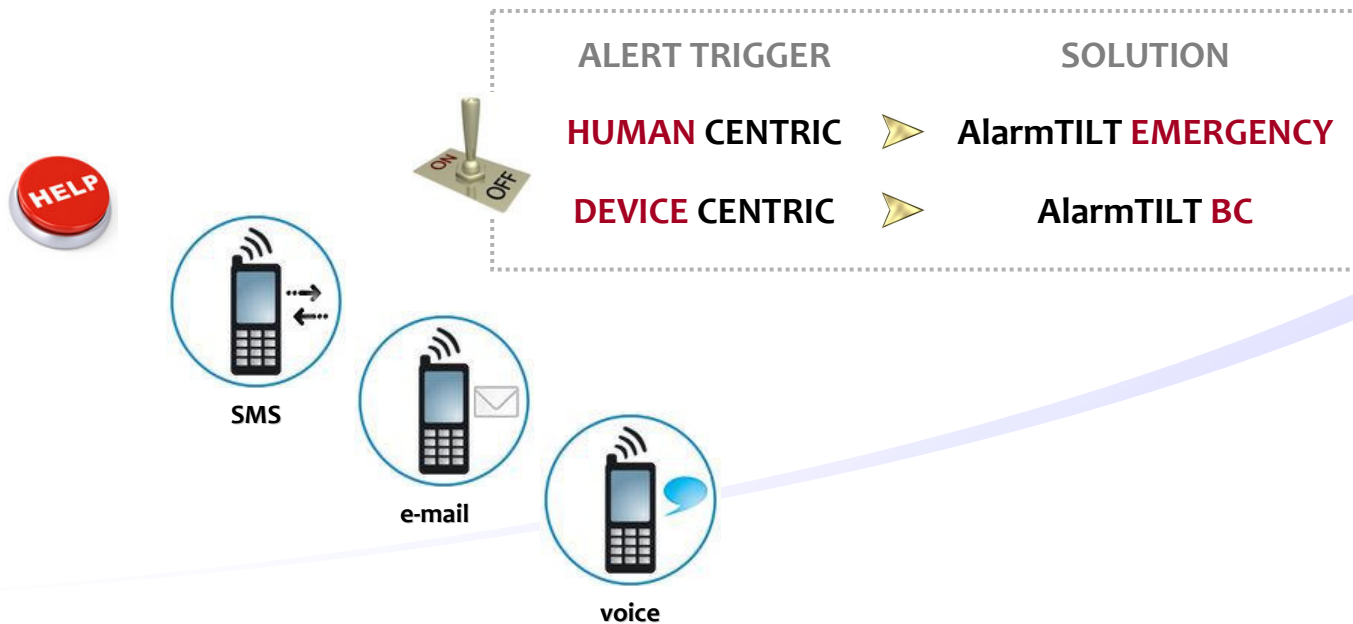 ALERT TRIGGER SOLUTION
HUMAN CENTRIC AlarmTILT EMERGENCY
DEVICE CENTRIC AlarmTILT BC
ON
OFF
HELP
SMS
e-mail
voice